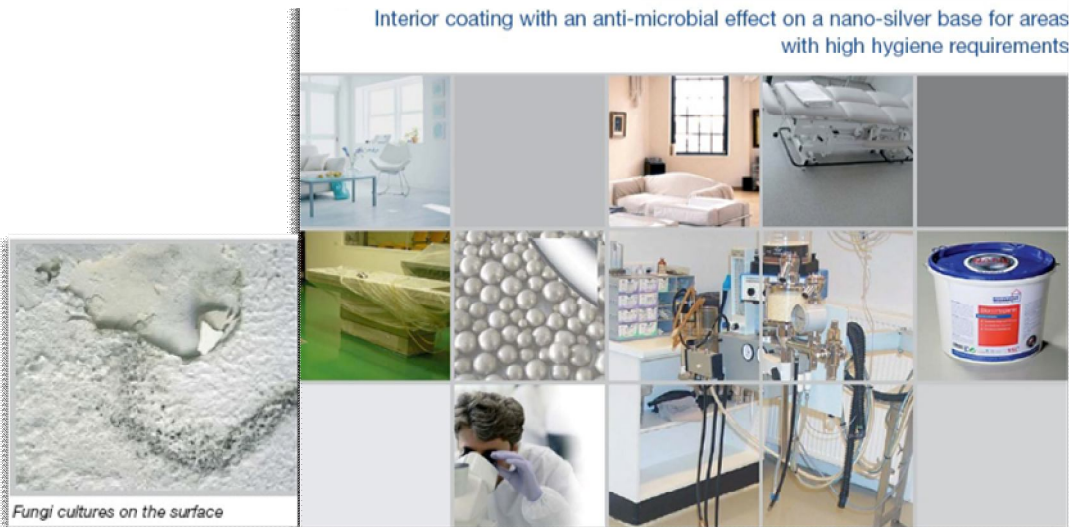 Interior coating with an anti-microbial effect on a nano-silver base for areas
with high hygiene requirements
Fungi cultures on the surface